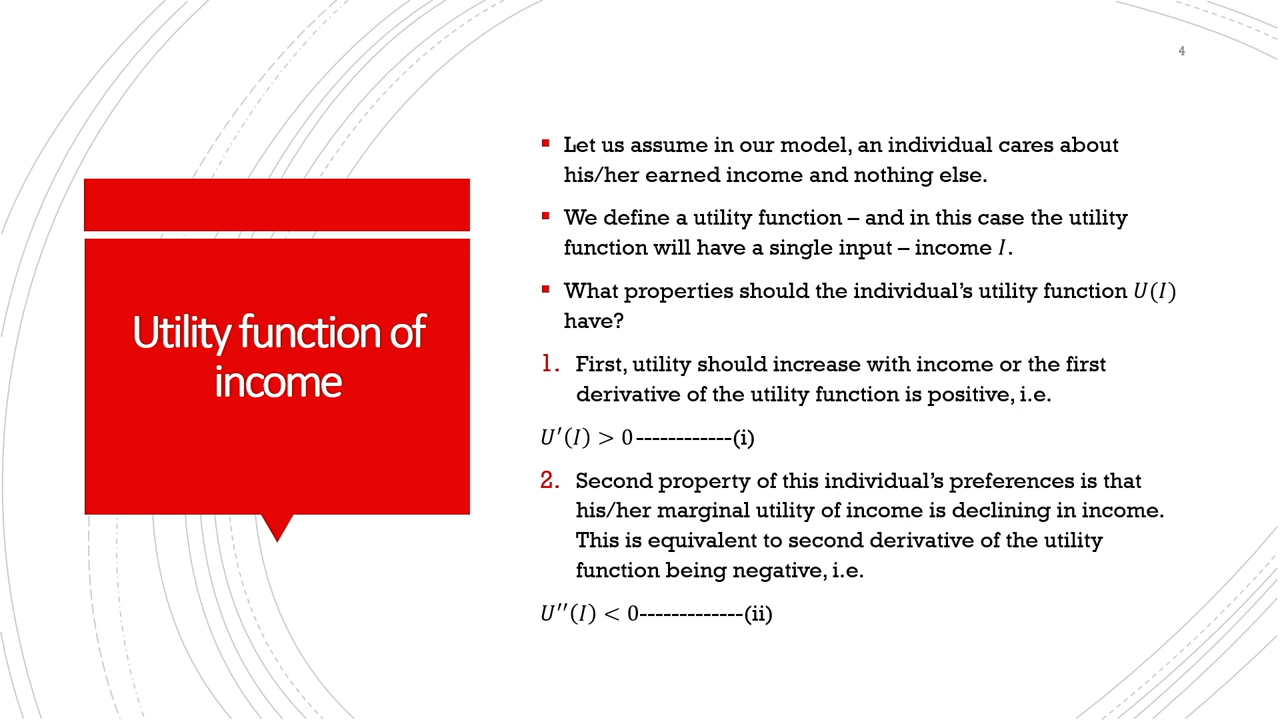 4
Utility function of
income
▪ Let us assume in our model, an individual cares about
his/her earned income and nothing else.
▪ We define a utility function – and in this case the utility
function will have a single input – income 𝐼.
▪ What properties should the individual’s utility function 𝑈(𝐼)
have?
1. First, utility should increase with income or the first
derivative of the utility function is positive, i.e.
𝑈′(𝐼) > 0------------(i)
2. Second property of this individual’s preferences is that
his/her marginal utility of income is declining in income.
This is equivalent to second derivative of the utility
function being negative, i.e.
𝑈′′(𝐼) < 0-------------(ii)